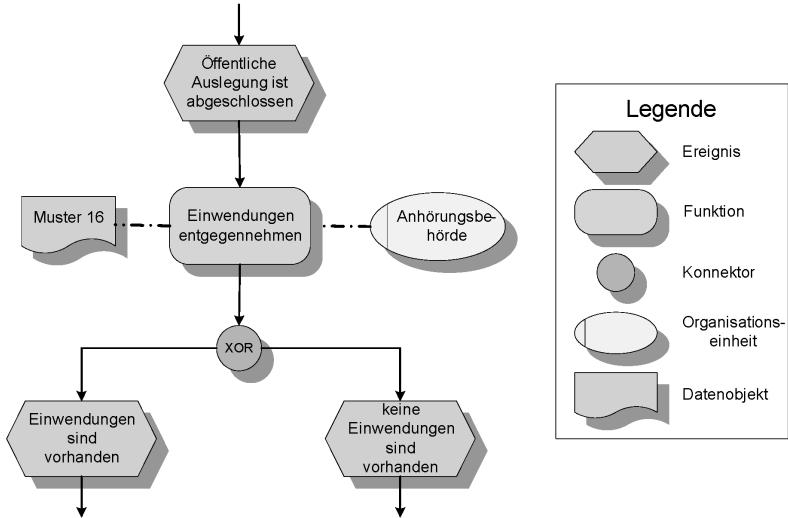 Öffentliche
Auslegung ist
abgeschlossen
Muster 16
Einwendungen
entgegennehmen
Anhörungsbe-
hörde
XOR
Einwendungen
sind
vorhanden
keine
Einwendungen
sind
vorhanden
Legende
Ereignis
Funktion
Konnektor
Organisations-
einheit
Datenobjekt